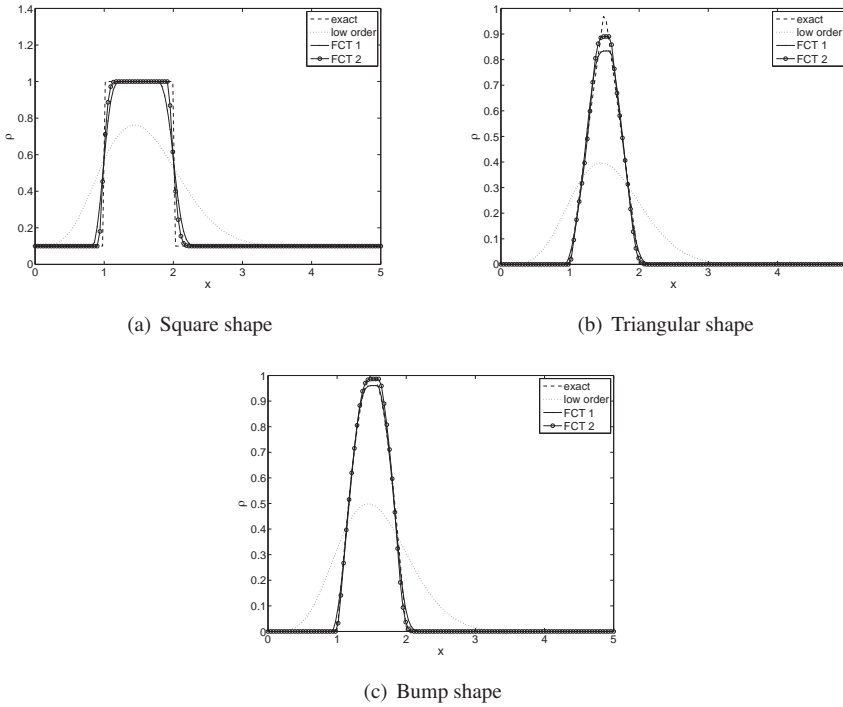 1.4
1.2
1
0.8
0.6
0.4
0.2
0
ρ
0
1
2
3
4
5
x
exact
low order
FCT 1
FCT 2
(a) Square shape
1
0.9
0.8
0.7
0.6
0.5
0.4
0.3
0.2
0.1
0
ρ
0
1
2
3
4
x
exact
low order
FCT 1
FCT 2
(b) Triangular shape
1
0.9
0.8
0.7
0.6
0.5
0.4
0.3
0.2
0.1
0
ρ
0
1
2
3
4
5
x
exact
low order
FCT 1
FCT 2
(c) Bump shape